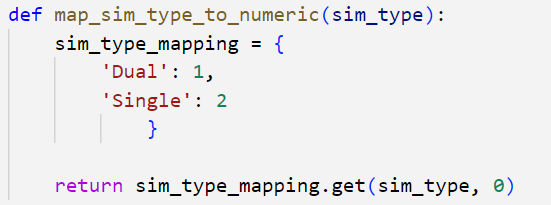 def map_sim_type_to_numeric(sim_type):
    sim_type_mapping = {
        'Dual': 1,
        'Single': 2
            }
    return sim_type_mapping.get(sim_type, 0)